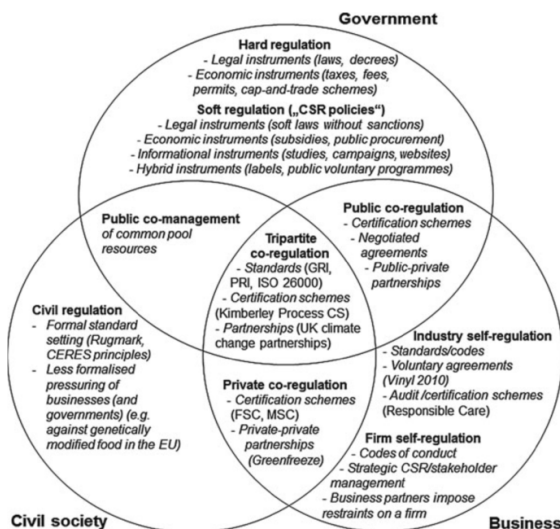 Government
Hard regulation
- Legal instruments (laws, decrees)
- Economic instruments (taxes, fees,
permits, cap-and-trade schemes)
Soft regulation („CSR policies“)
- Legal instruments (soft laws without sanctions)
- Economic instruments (subsidies, public procurement)
- Informational instruments (studies, campaigns, websites)
- Hybrid instruments (labels, public voluntary programmes)
Public co-management
of common pool
resources
Public co-regulation
- Certification schemes
- Negotiated
agreements
- Public-private
partnerships
Tripartite
co-regulation
- Standards (GRI,
PRI, ISO 26000)
- Certification schemes
(Kimberley Process CS)
- Partnerships (UK climate
change partnerships)
Civil regulation
- Formal standard
setting (Rugmark,
CERES principles)
- Less formalised
pressuring of
businesses (and
governments) (e.g.
against genetically
modified food in the EU)
Industry self-regulation
- Standards/codes
- Voluntary agreements
(Vinyl 2010)
- Audit /certification schemes
(Responsible Care)
Private co-regulation
- Certification schemes
(FSC, MSC)
- Private-private
partnerships
(Greenfreeze)
Firm self-regulation
- Codes of conduct
- Strategic CSR/stakeholder
management
- Business partners impose
restraints on a firm
Civil society
Business